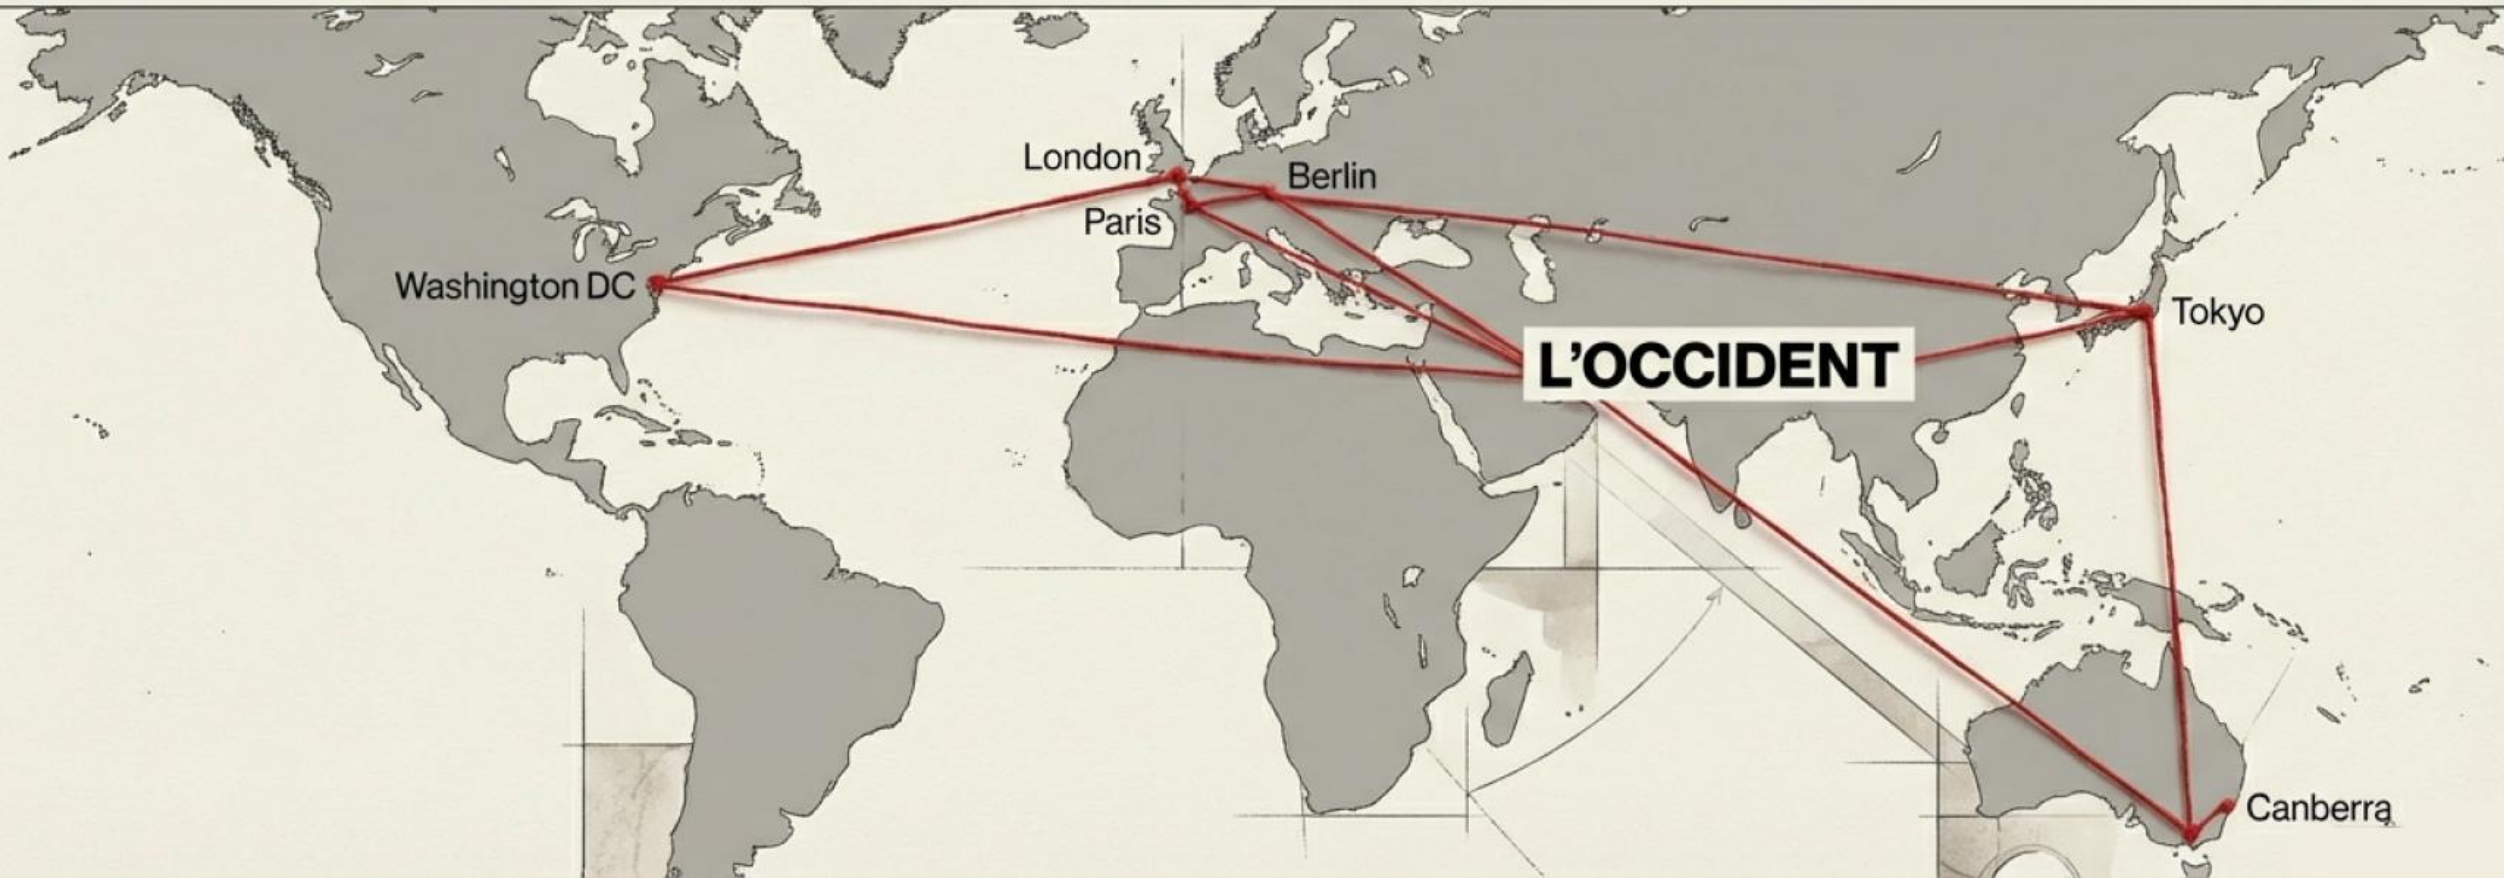 London
Berlin
Paris
Washington DC
Tokyo
L'OCCIDENT
Canberra